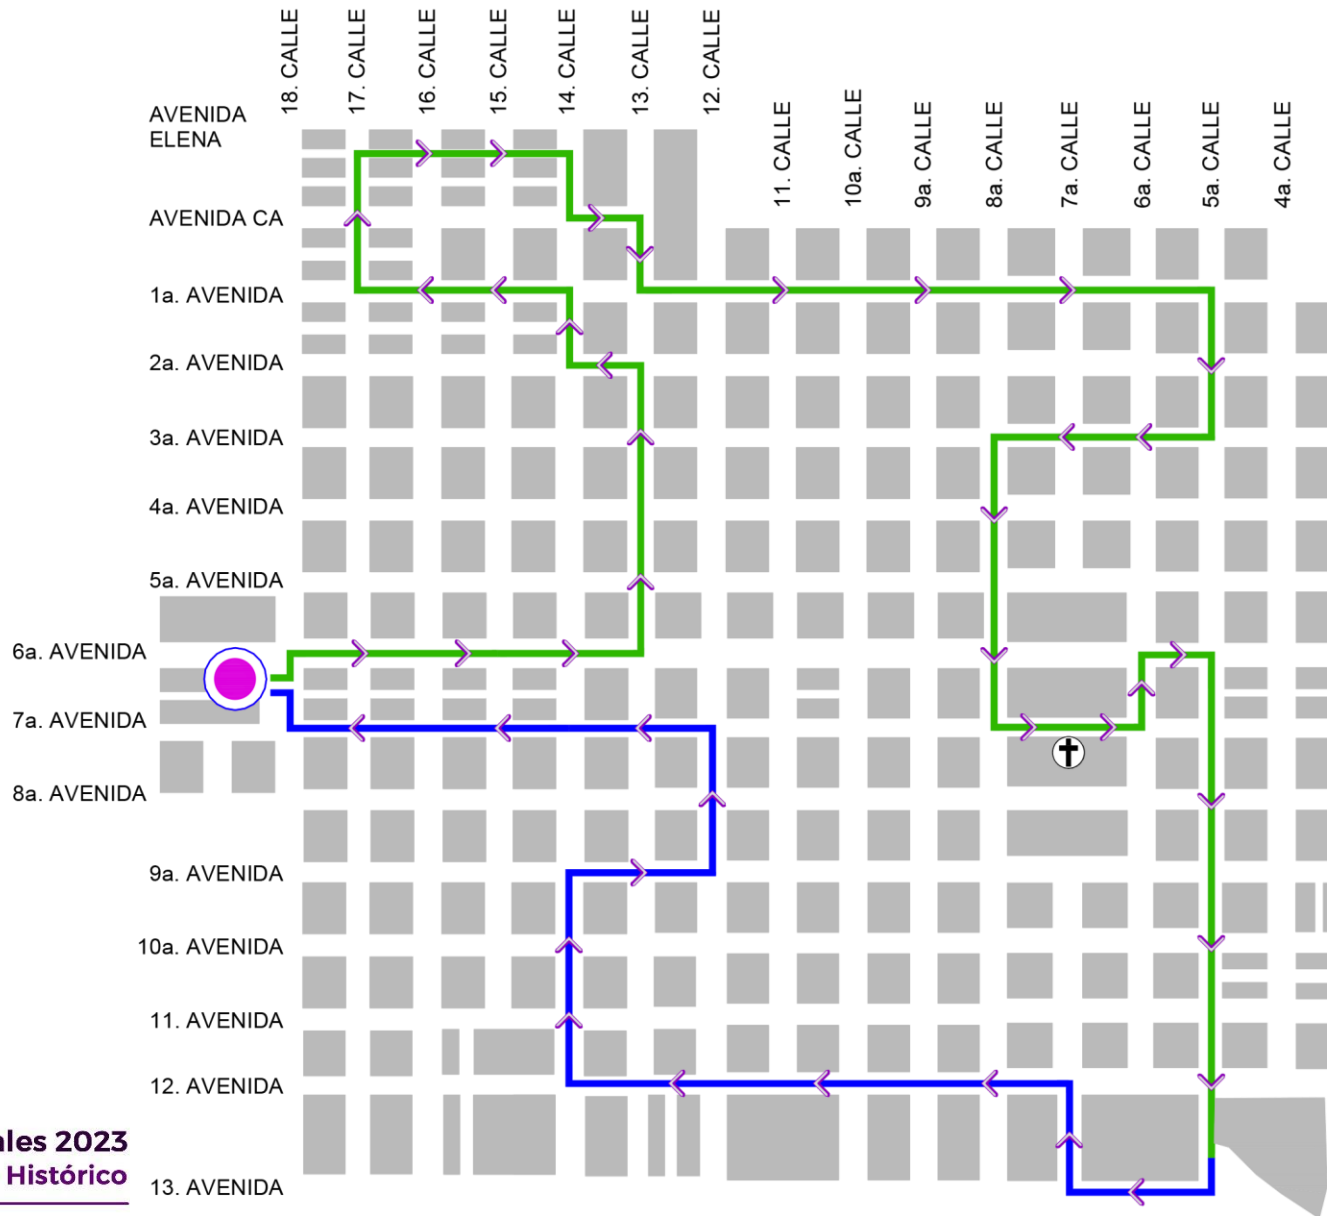 18. CALLE
17. CALLE
16. CALLE
15. CALLE
14. CALLE
13. CALLE
12. CALLE
11. CALLE
10a. CALLE
9a. CALLE
8a. CALLE
7a. CALLE
6a. CALLE
5a. CALLE
4a. CALLE
AVENIDA
ELENA
AVENIDA CA
1a. AVENIDA
2a. AVENIDA
3a. AVENIDA
4a. AVENIDA
5a. AVENIDA
6a. AVENIDA
7a. AVENIDA
8a. AVENIDA
9a. AVENIDA
10a. AVENIDA
11. AVENIDA
12. AVENIDA
13. AVENIDA
les 2023
Histórico